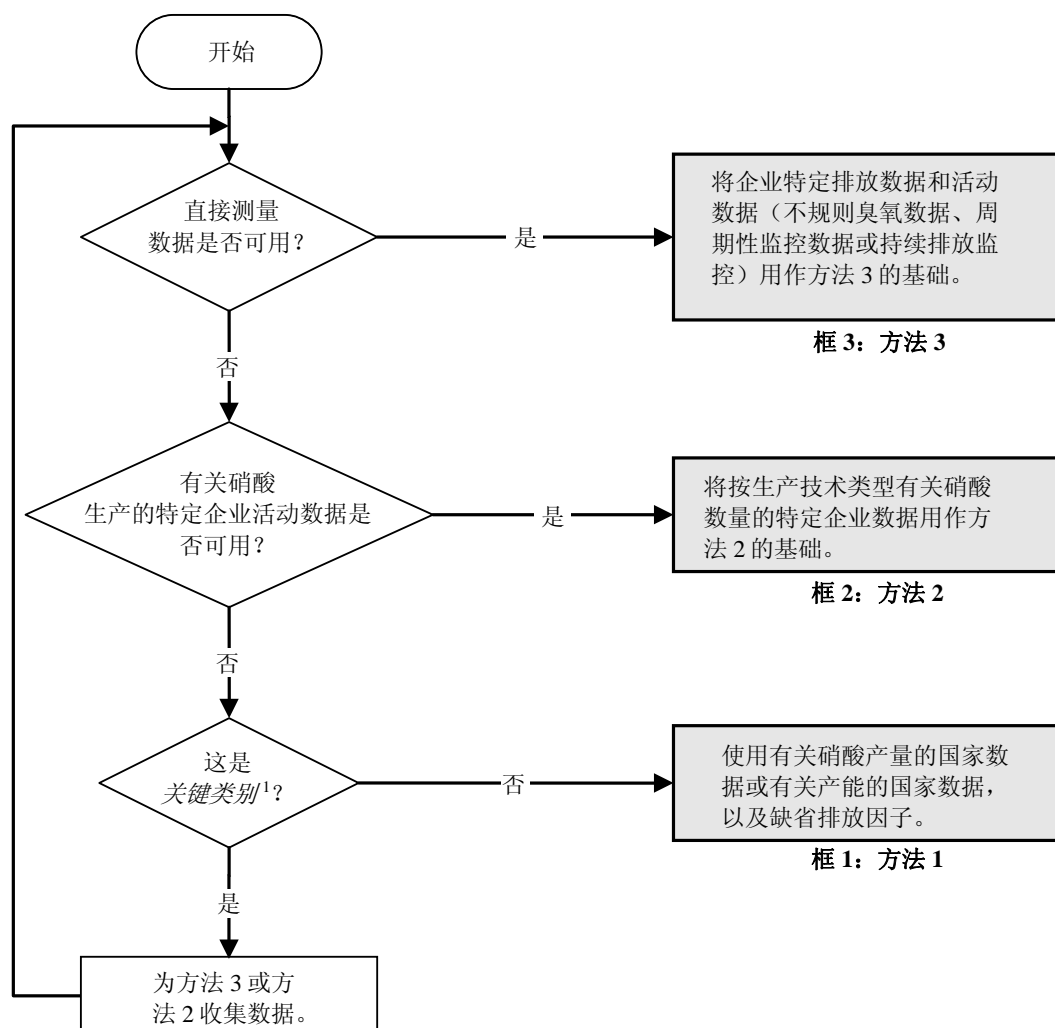 开始
直接测量
数据是否可用？
是
将企业特定排放数据和活动
数据（不规则臭氧数据、周
期性监控数据或持续排放监
控）用作方法 3 的基础。
框 3：方法 3
否
有关硝酸
生产的特定企业活动数据是
否可用？
是
将按生产技术类型有关硝酸
数量的特定企业数据用作方
法 2 的基础。
框 2：方法 2
否
这是
关键类别¹？
否
使用有关硝酸产量的国家数
据或有关产能的国家数据，
以及缺省排放因子。
框 1：方法 1
是
为方法 3 或方
法 2 收集数据。